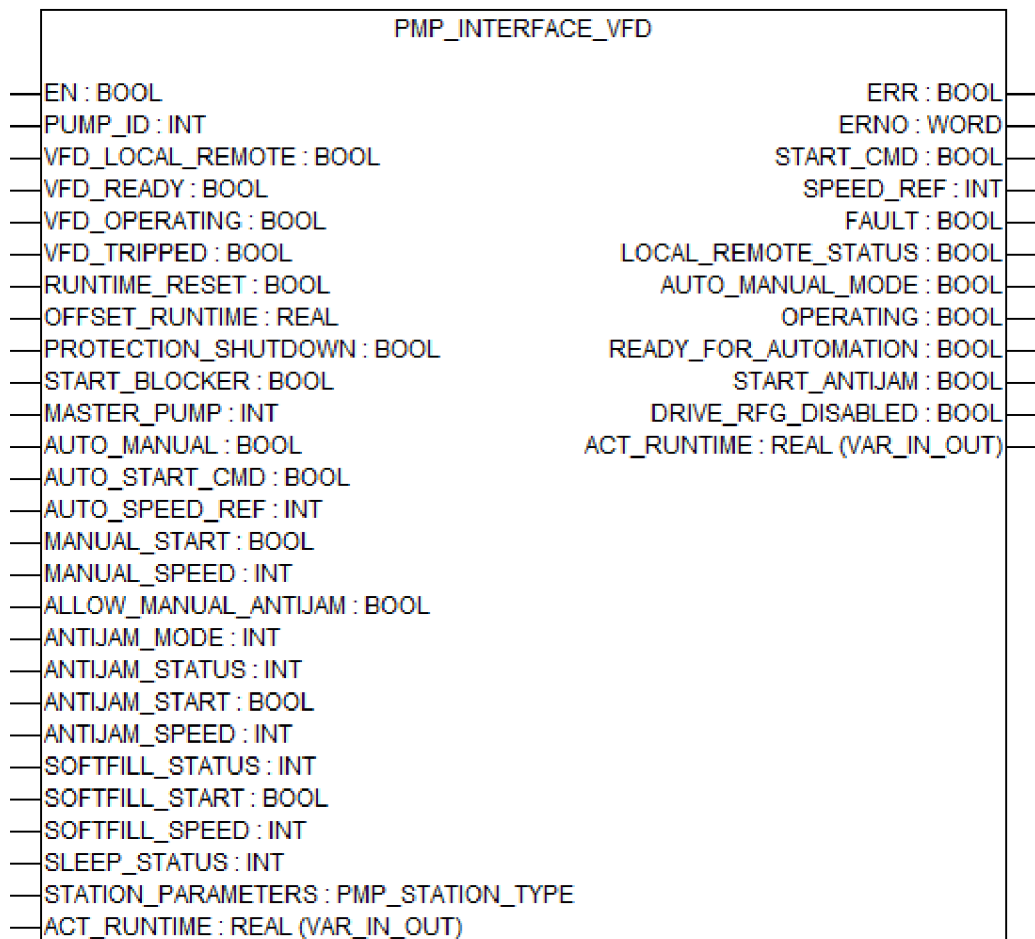 PMP_INTERFACE_VFD
EN : BOOL
ERR : BOOL
PUMP_ID : INT
ERNO : WORD
VFD_LOCAL_REMOTE : BOOL
START_CMD : BOOL
VFD_READY : BOOL
SPEED_REF : INT
VFD_OPERATING : BOOL
FAULT : BOOL
VFD_TRIPPED : BOOL
LOCAL_REMOTE_STATUS : BOOL
RUNTIME_RESET : BOOL
AUTO_MANUAL_MODE : BOOL
OFFSET_RUNTIME : REAL
OPERATING : BOOL
PROTECTION_SHUTDOWN : BOOL
READY_FOR_AUTOMATION : BOOL
START_BLOCKER : BOOL
START_ANTIJAM : BOOL
MASTER_PUMP : INT
DRIVE_RFG_DISABLED : BOOL
AUTO_MANUAL : BOOL
ACT_RUNTIME : REAL (VAR_IN_OUT)
AUTO_START_CMD : BOOL
AUTO_SPEED_REF : INT
MANUAL_START : BOOL
MANUAL_SPEED : INT
ALLOW_MANUAL_ANTIJAM : BOOL
ANTIJAM_MODE : INT
ANTIJAM_STATUS : INT
ANTIJAM_START : BOOL
ANTIJAM_SPEED : INT
SOFTFILL_STATUS : INT
SOFTFILL_START : BOOL
SOFTFILL_SPEED : INT
SLEEP_STATUS : INT
STATION_PARAMETERS : PMP_STATION_TYPE
ACT_RUNTIME : REAL (VAR_IN_OUT)